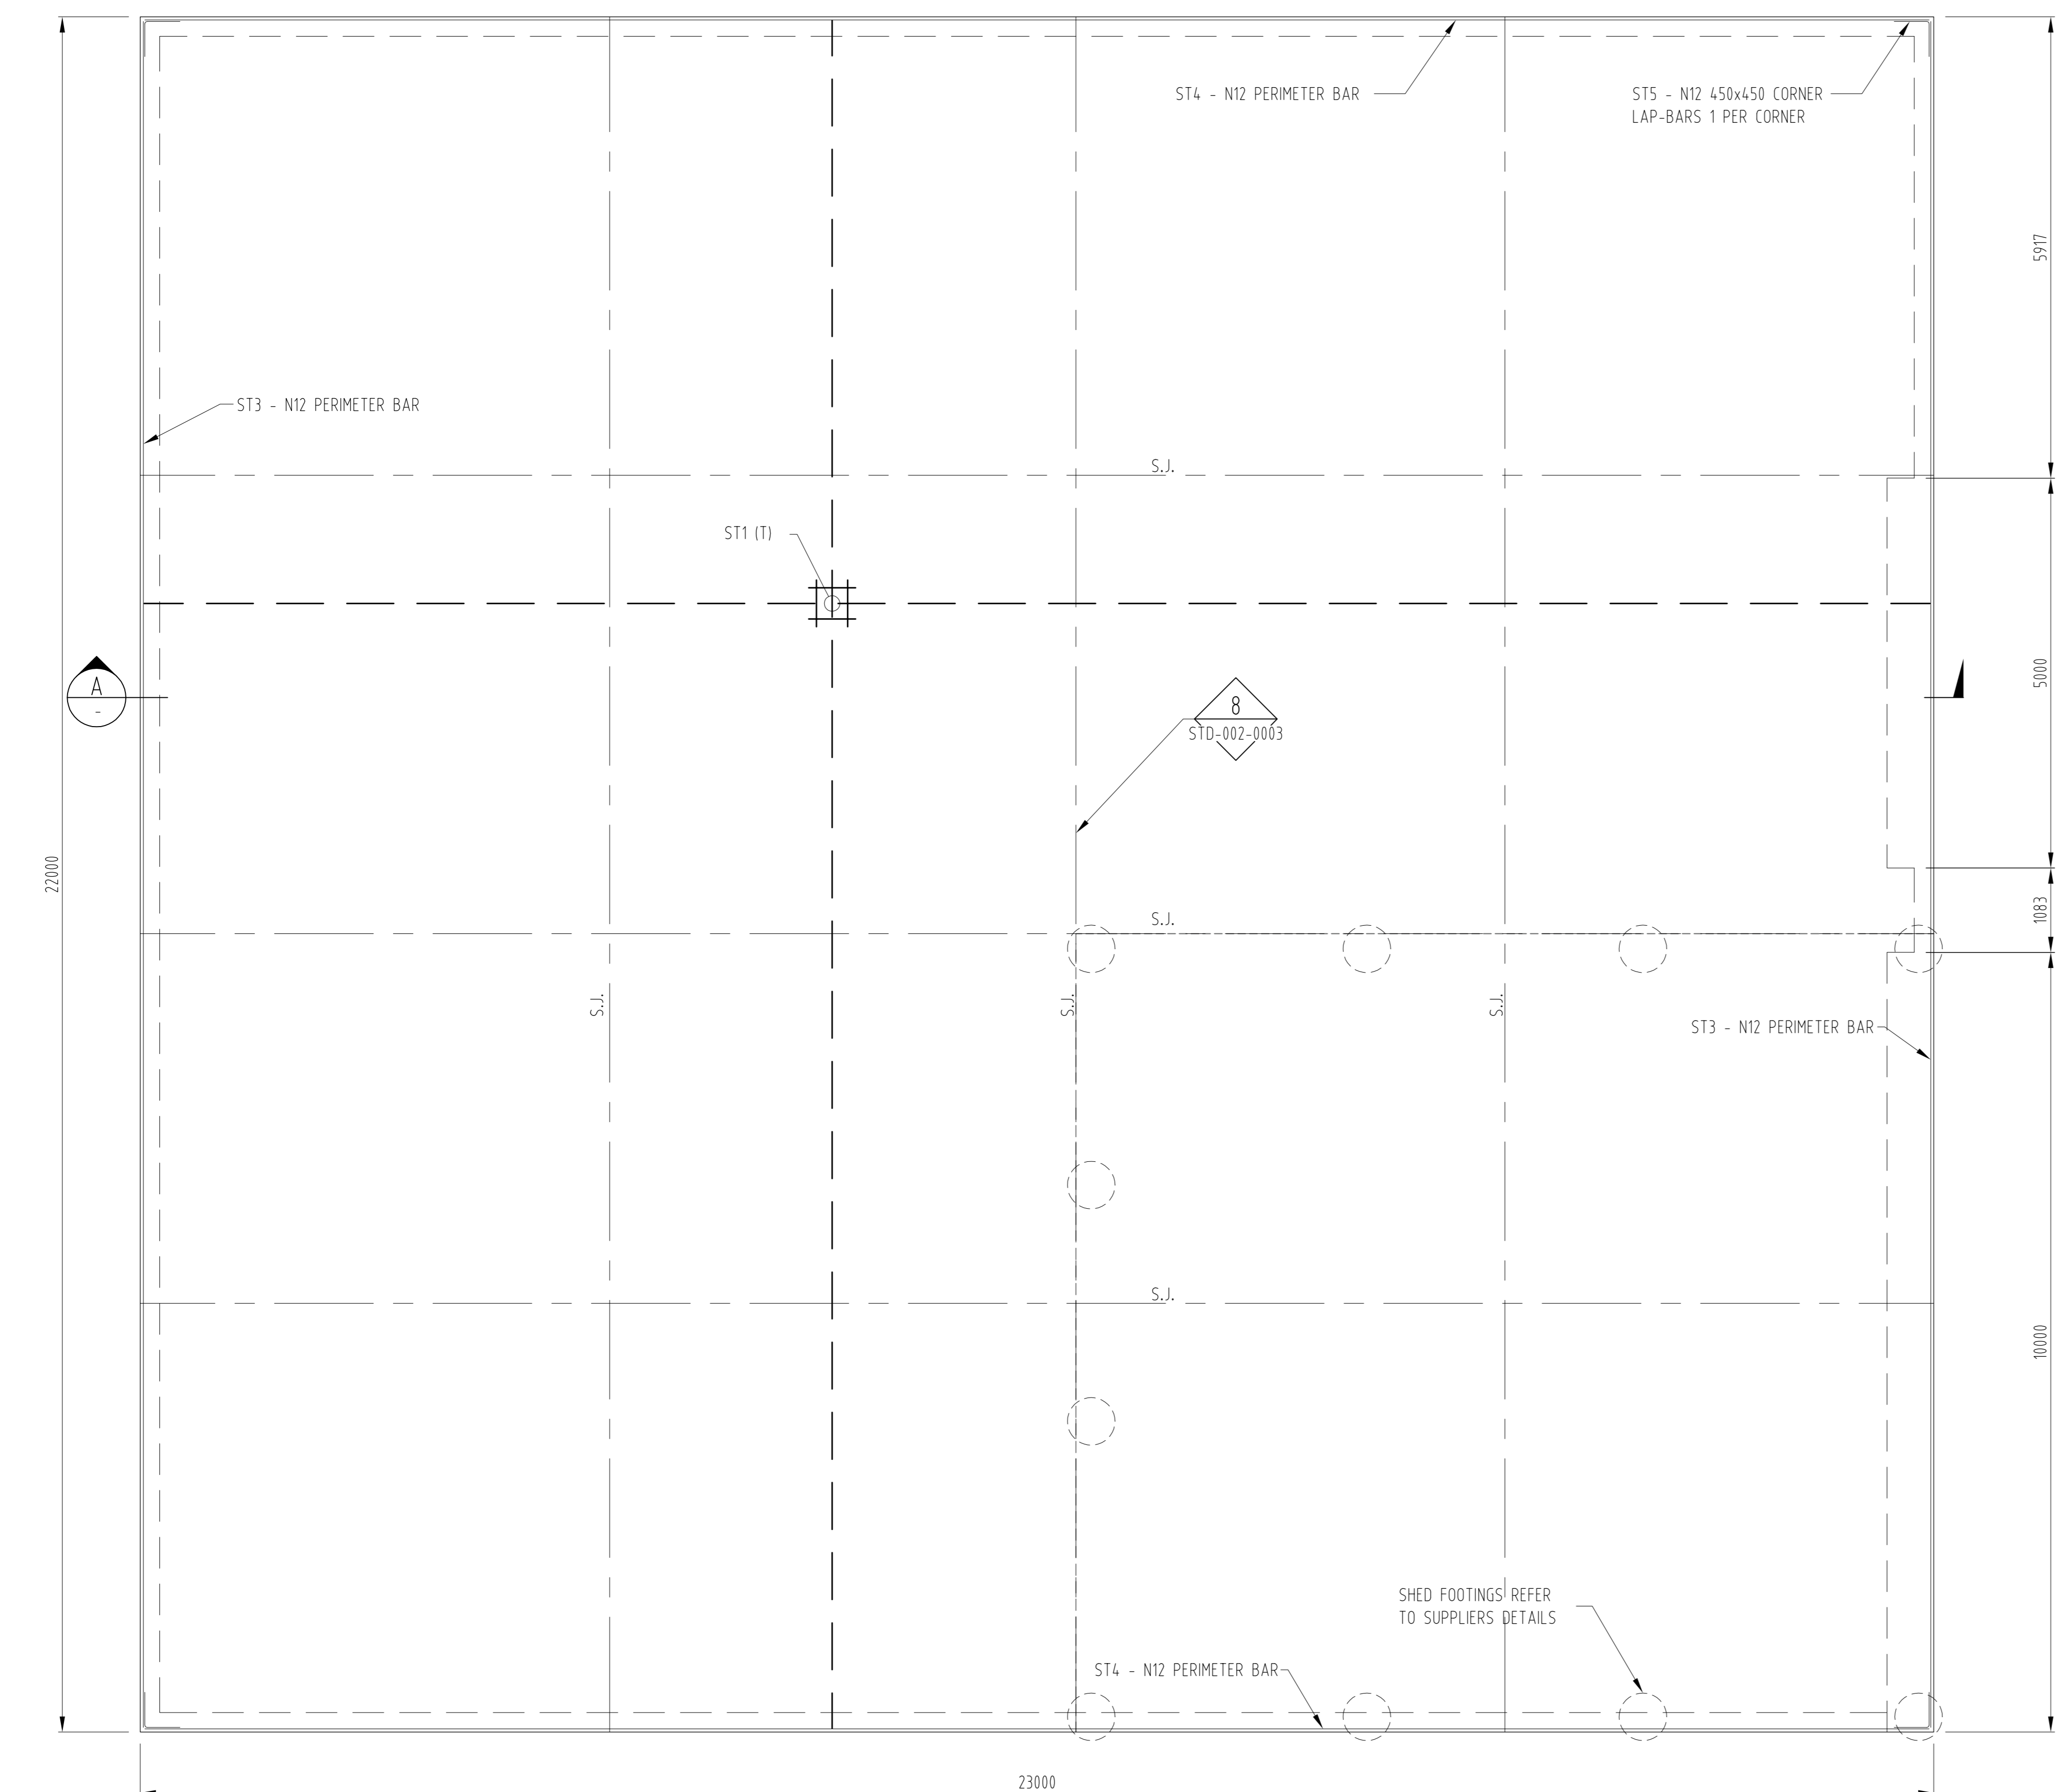 ST4 - N12 PERIMETER BAR
ST5 - N12 450x450 CORNER
LAP-BARS 1 PER CORNER
5917
ST3 - N12 PERIMETER BAR
S.J.
ST1 (T)
A
-
5000
8
STD-002-0003
22000
1083
S.J.
S.J.
S.J.
S.J.
ST3 - N12 PERIMETER BAR
S.J.
10000
SHED FOOTINGS REFER
TO SUPPLIERS DETAILS
ST4 - N12 PERIMETER BAR
23000